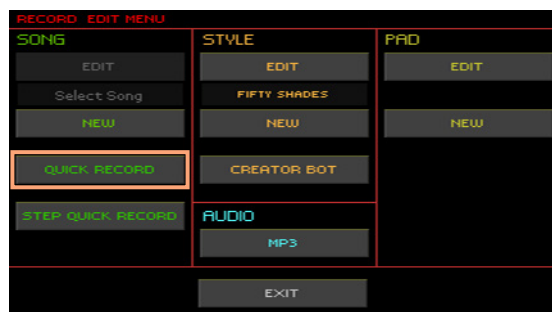 RECORD EDIT MENU
SONG
EDIT
Select Song
NEW
QUICK RECORD
STEP QUICK RECORD
STYLE
EDIT
FIFTY SHADES
NEW
CREATOR BOT
AUDIO
MP3
PAD
EDIT
NEW
EXIT